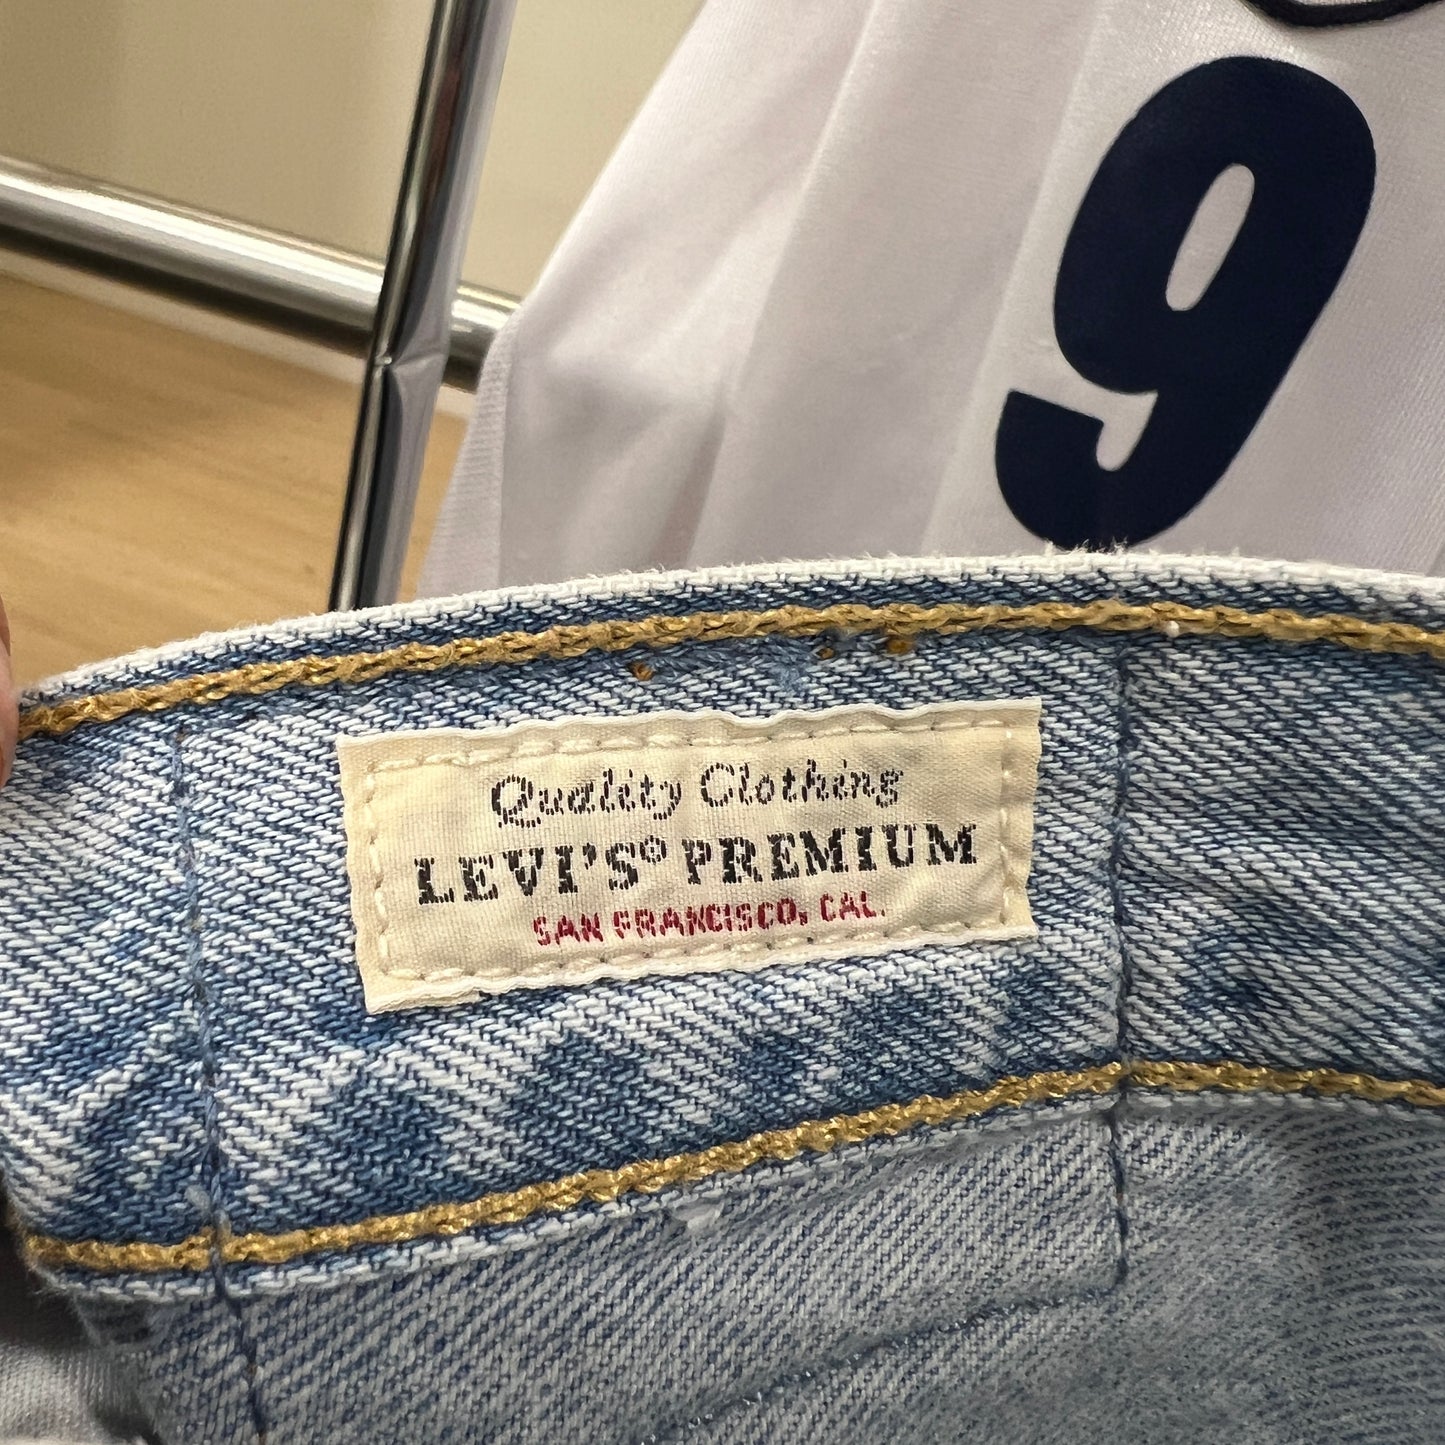 9
Quality Clothing
LEVI'S® PREMIUM
SAN FRANCISCO, CAL.